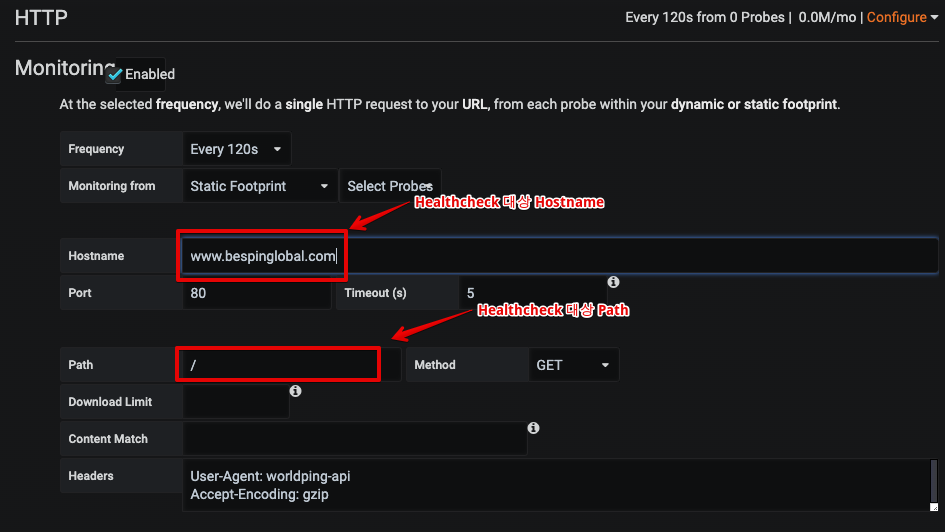 HTTP
Every 120s from 0 Probes | 0.0M/mo | Configure
Monitoring
Enabled
At the selected frequency, we'll do a single HTTP request to your URL, from each probe within your dynamic or static footprint.
Frequency Every 120s
Monitoring from Static Footprint Select Probes
Healthcheck 대상 Hostname
Hostname www.bespinglobal.com
Port 80 Timeout (s) 5
Healthcheck 대상 Path
Path / Method GET
Download Limit
Content Match
Headers User-Agent: worldping-api
Accept-Encoding: gzip